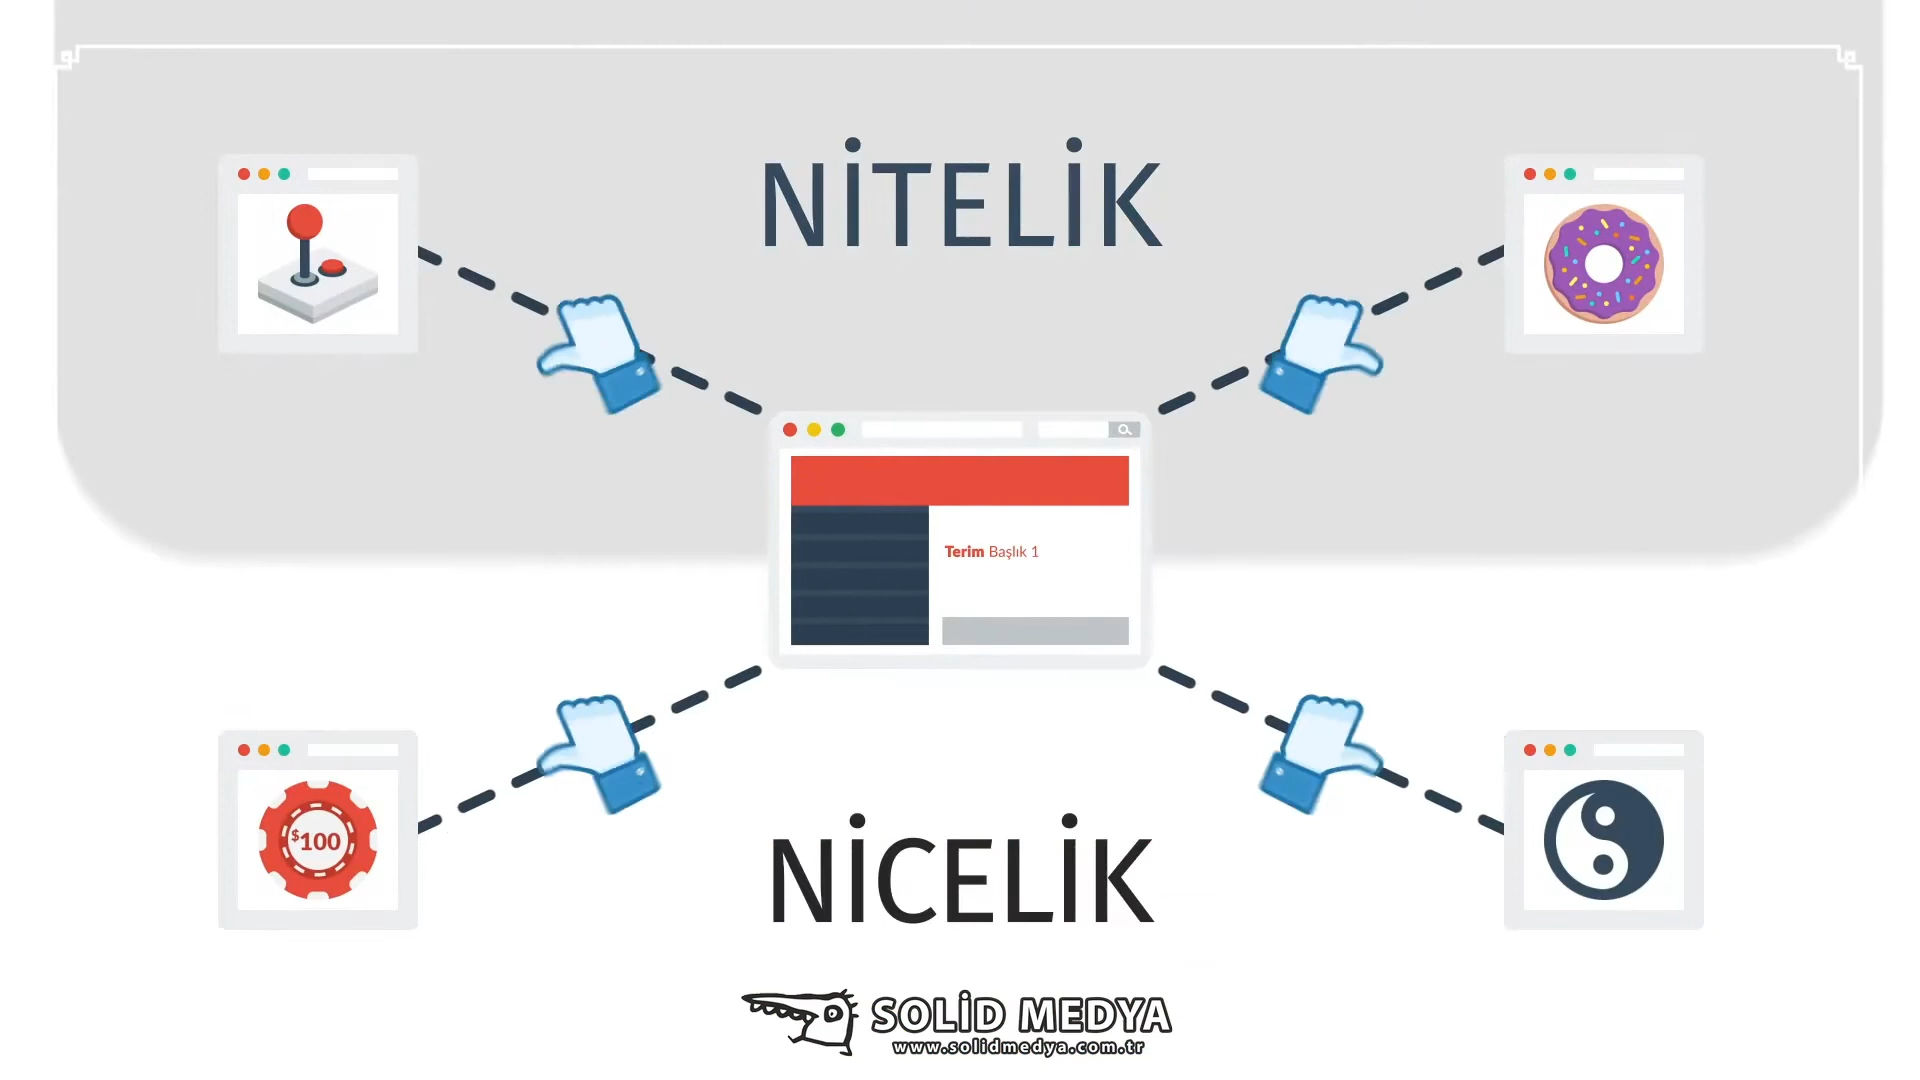 NİTELİK
Terim Başlık 1
$100
NİCELİK
SOLİD MEDYA
www.solidmedya.com.tr